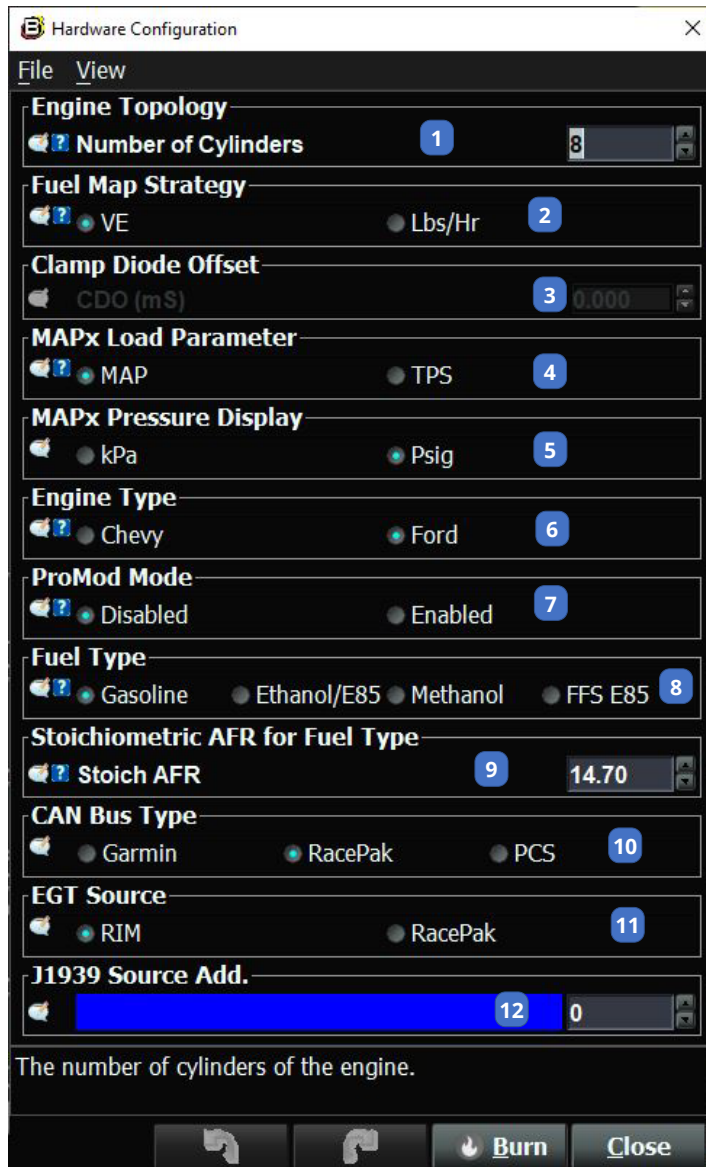 Hardware Configuration
File View
Engine Topology
Number of Cylinders 1 8
Fuel Map Strategy
VE Lbs/Hr 2
Clamp Diode Offset
CDO (mS) 3 0.000
MAPx Load Parameter
MAP TPS 4
MAPx Pressure Display
kPa Psig 5
Engine Type
Chevy Ford 6
ProMod Mode
Disabled Enabled 7
Fuel Type
Gasoline Ethanol/E85 Methanol FFS E85 8
Stoichiometric AFR for Fuel Type
Stoich AFR 9 14.70
CAN Bus Type
Garmin RacePak PCS 10
EGT Source
RIM RacePak 11
J1939 Source Add.
12 0
The number of cylinders of the engine.
Burn Close